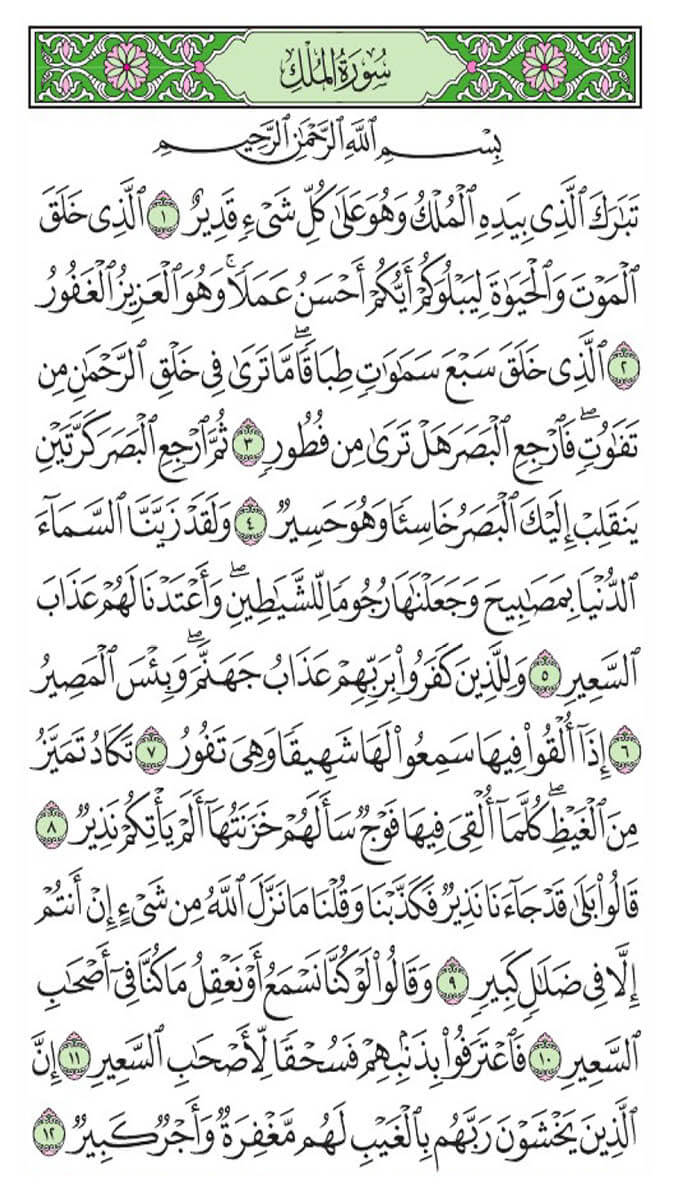 سُورَةُ المُلْكِ
بِسْمِ ٱللَّهِ ٱلرَّحْمَٰنِ ٱلرَّحِيمِ
تَبَٰرَكَ ٱلَّذِى بِيَدِهِ ٱلْمُلْكُ وَهُوَ عَلَىٰ كُلِّ شَىْءٍ قَدِيرٌ ١ ٱلَّذِى خَلَقَ
ٱلْمَوْتَ وَٱلْحَيَوٰةَ لِيَبْلُوَكُمْ أَيُّكُمْ أَحْسَنُ عَمَلًا ۚ وَهُوَ ٱلْعَزِيزُ ٱلْغَفُورُ
٢ ٱلَّذِى خَلَقَ سَبْعَ سَمَٰوَٰتٍ طِبَاقًا ۖ مَّا تَرَىٰ فِى خَلْقِ ٱلرَّحْمَٰنِ مِن
تَفَٰوُتٍ ۖ فَٱرْجِعِ ٱلْبَصَرَ هَلْ تَرَىٰ مِن فُطُورٍ ٣ ثُمَّ ٱرْجِعِ ٱلْبَصَرَ كَرَّتَيْنِ
يَنقَلِبْ إِلَيْكَ ٱلْبَصَرُ خَاسِئًا وَهُوَ حَسِيرٌ ٤ وَلَقَدْ زَيَّنَّا ٱلسَّمَآءَ
ٱلدُّنْيَا بِمَصَٰبِيحَ وَجَعَلْنَٰهَا رُجُومًا لِّلشَّيَٰطِينِ ۖ وَأَعْتَدْنَا لَهُمْ عَذَابَ
ٱلسَّعِيرِ ٥ وَلِلَّذِينَ كَفَرُوا۟ بِرَبِّهِمْ عَذَابُ جَهَنَّمَ ۖ وَبِئْسَ ٱلْمَصِيرُ
٦ إِذَآ أُلْقُوا۟ فِيهَا سَمِعُوا۟ لَهَا شَهِيقًا وَهِىَ تَفُورُ ٧ تَكَادُ تَمَيَّزُ
مِنَ ٱلْغَيْظِ ۖ كُلَّمَآ أُلْقِىَ فِيهَا فَوْجٌ سَأَلَهُمْ خَزَنَتُهَآ أَلَمْ يَأْتِكُمْ نَذِيرٌ ٨
قَالُوا۟ بَلَىٰ قَدْ جَآءَنَا نَذِيرٌ فَكَذَّبْنَا وَقُلْنَا مَا نَزَّلَ ٱللَّهُ مِن شَىْءٍ إِنْ أَنتُمْ
إِلَّا فِى ضَلَٰلٍ كَبِيرٍ ٩ وَقَالُوا۟ لَوْ كُنَّا نَسْمَعُ أَوْ نَعْقِلُ مَا كُنَّا فِىٓ أَصْحَٰبِ
ٱلسَّعِيرِ ١٠ فَٱعْتَرَفُوا۟ بِذَنۢبِهِمْ فَسُحْقًا لِّأَصْحَٰبِ ٱلسَّعِيرِ ١١ إِنَّ
ٱلَّذِينَ يَخْشَوْنَ رَبَّهُم بِٱلْغَيْبِ لَهُم مَّغْفِرَةٌ وَأَجْرٌ كَبِيرٌ ١٢